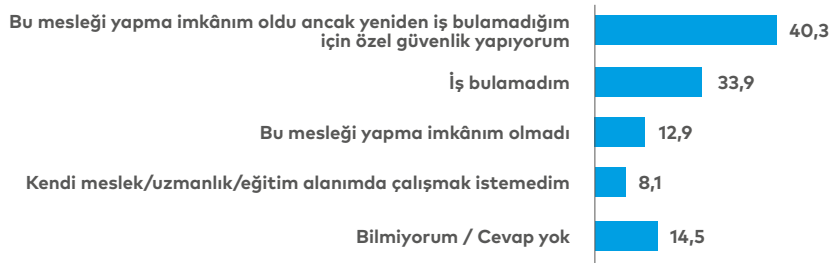 Bu mesleği yapma imkânım oldu ancak yeniden iş bulamadığım
için özel güvenlik yapıyorum
40,3
İş bulamadım
33,9
Bu mesleği yapma imkânım olmadı
12,9
Kendi meslek/uzmanlık/eğitim alanımda çalışmak istemedim
8,1
Bilmiyorum / Cevap yok
14,5